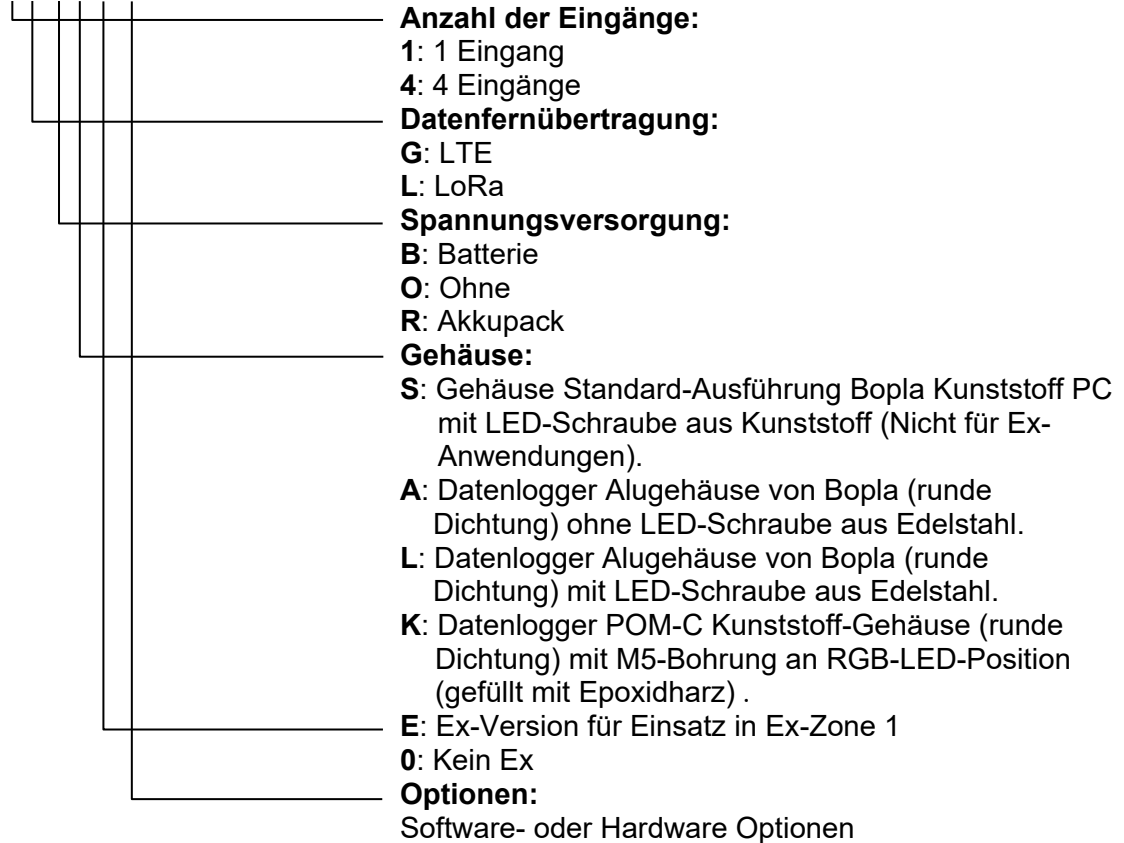 Anzahl der Eingänge:
1: 1 Eingang
4: 4 Eingänge
Datenfernübertragung:
G: LTE
L: LoRa
Spannungsversorgung:
B: Batterie
O: Ohne
R: Akkupack
Gehäuse:
S: Gehäuse Standard-Ausführung Bopla Kunststoff PC
mit LED-Schraube aus Kunststoff (Nicht für Ex-
Anwendungen).
A: Datenlogger Alugehäuse von Bopla (runde
Dichtung) ohne LED-Schraube aus Edelstahl.
L: Datenlogger Alugehäuse von Bopla (runde
Dichtung) mit LED-Schraube aus Edelstahl.
K: Datenlogger POM-C Kunststoff-Gehäuse (runde
Dichtung) mit M5-Bohrung an RGB-LED-Position
(gefüllt mit Epoxidharz) .
E: Ex-Version für Einsatz in Ex-Zone 1
0: Kein Ex
Optionen:
Software- oder Hardware Optionen